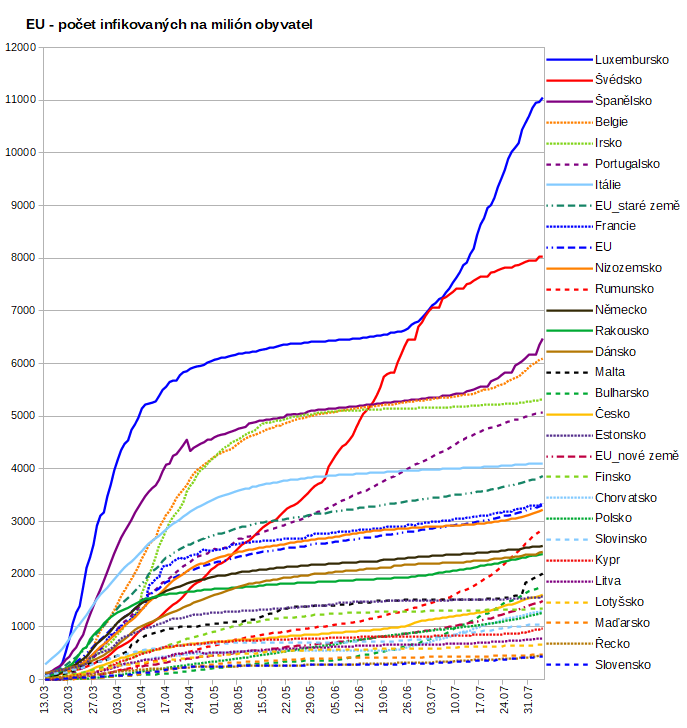 EU - počet infikovaných na milión obyvatel
12000
11000
10000
9000
8000
7000
6000
5000
4000
3000
2000
1000
0
13.03
20.03
27.03
03.04
10.04
17.04
24.04
01.05
08.05
15.05
22.05
29.05
05.06
12.06
19.06
26.06
03.07
10.07
17.07
24.07
31.07
Luxembursko
Švédsko
Španělsko
Belgie
Irsko
Portugalsko
Itálie
EU_staré země
Francie
EU
Nizozemsko
Rumunsko
Německo
Rakousko
Dánsko
Malta
Bulharsko
Česko
Estonsko
EU_nové země
Finsko
Chorvatsko
Polsko
Slovinsko
Kypr
Litva
Lotyšsko
Maďarsko
Řecko
Slovensko